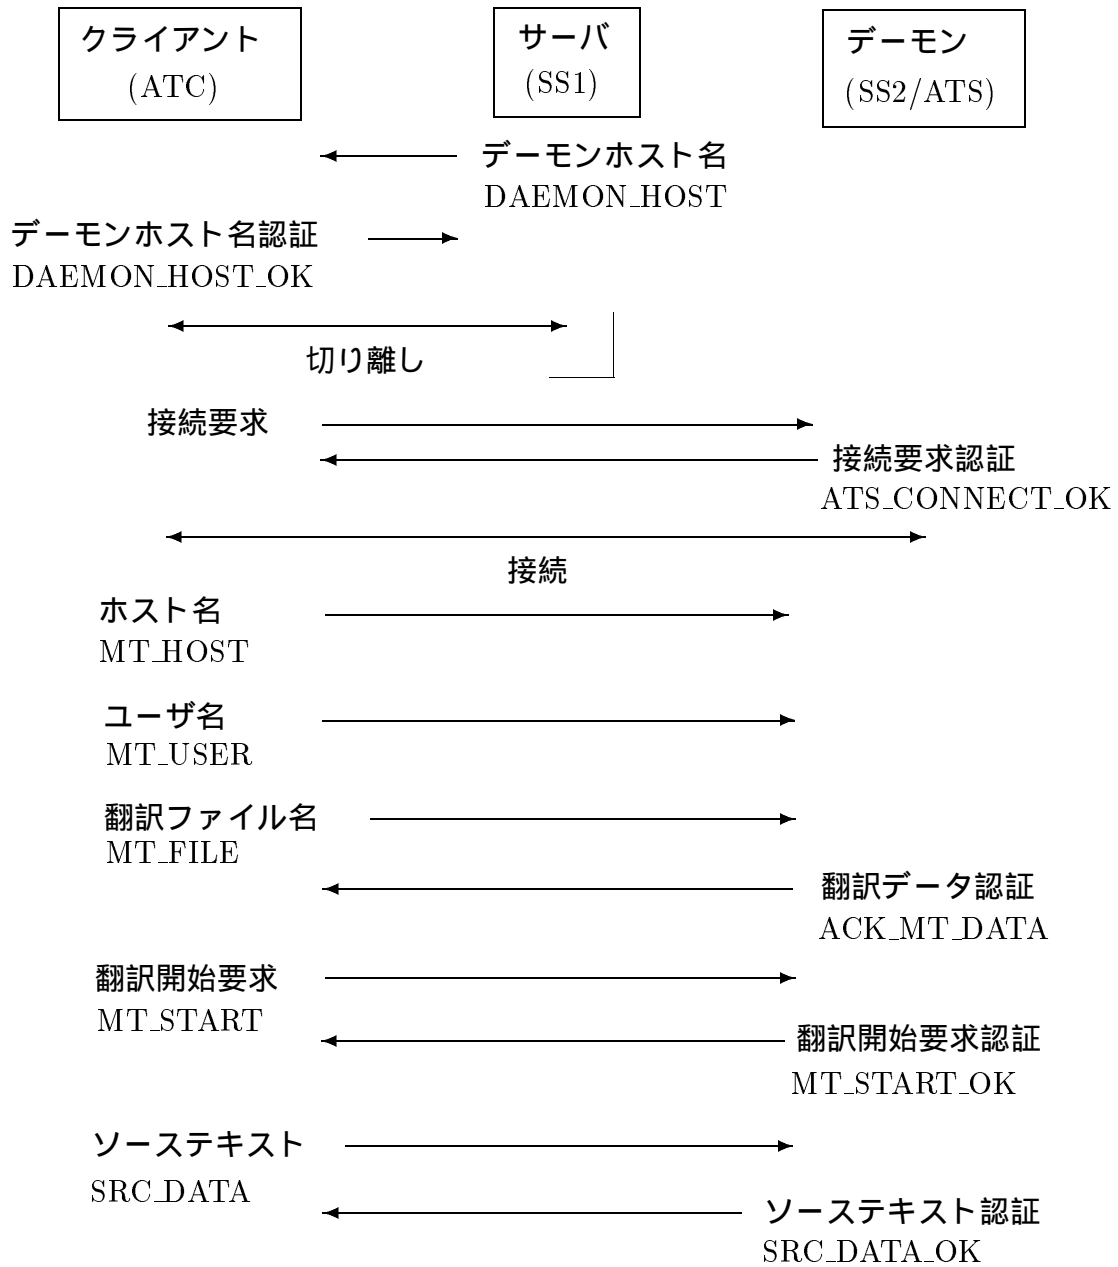 クライアント
(ATC)
サーバ
(SS1)
デーモン
(SS2/ATS)
デーモンホスト名
DAEMON_HOST
デーモンホスト名認証
DAEMON_HOST_OK
切り離し
接続要求
接続要求認証
ATS_CONNECT_OK
接続
ホスト名
MT_HOST
ユーザ名
MT_USER
翻訳ファイル名
MT_FILE
翻訳データ認証
ACK_MT_DATA
翻訳開始要求
MT_START
翻訳開始要求認証
MT_START_OK
ソーステキスト
SRC_DATA
ソーステキスト認証
SRC_DATA_OK